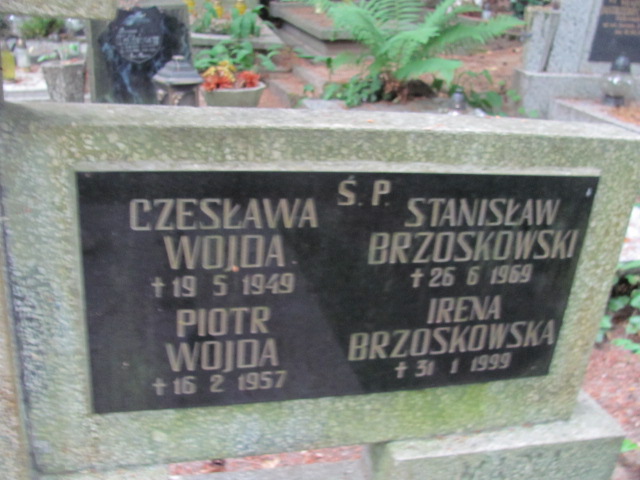 Ś. P.
CZESŁAWA
WOJDA
† 19 5 1949
PIOTR
WOJDA
† 16 2 1957
STANISŁAW
BRZOSKOWSKI
† 26 6 1969
IRENA
BRZOSKOWSKA
† 31 1 1999